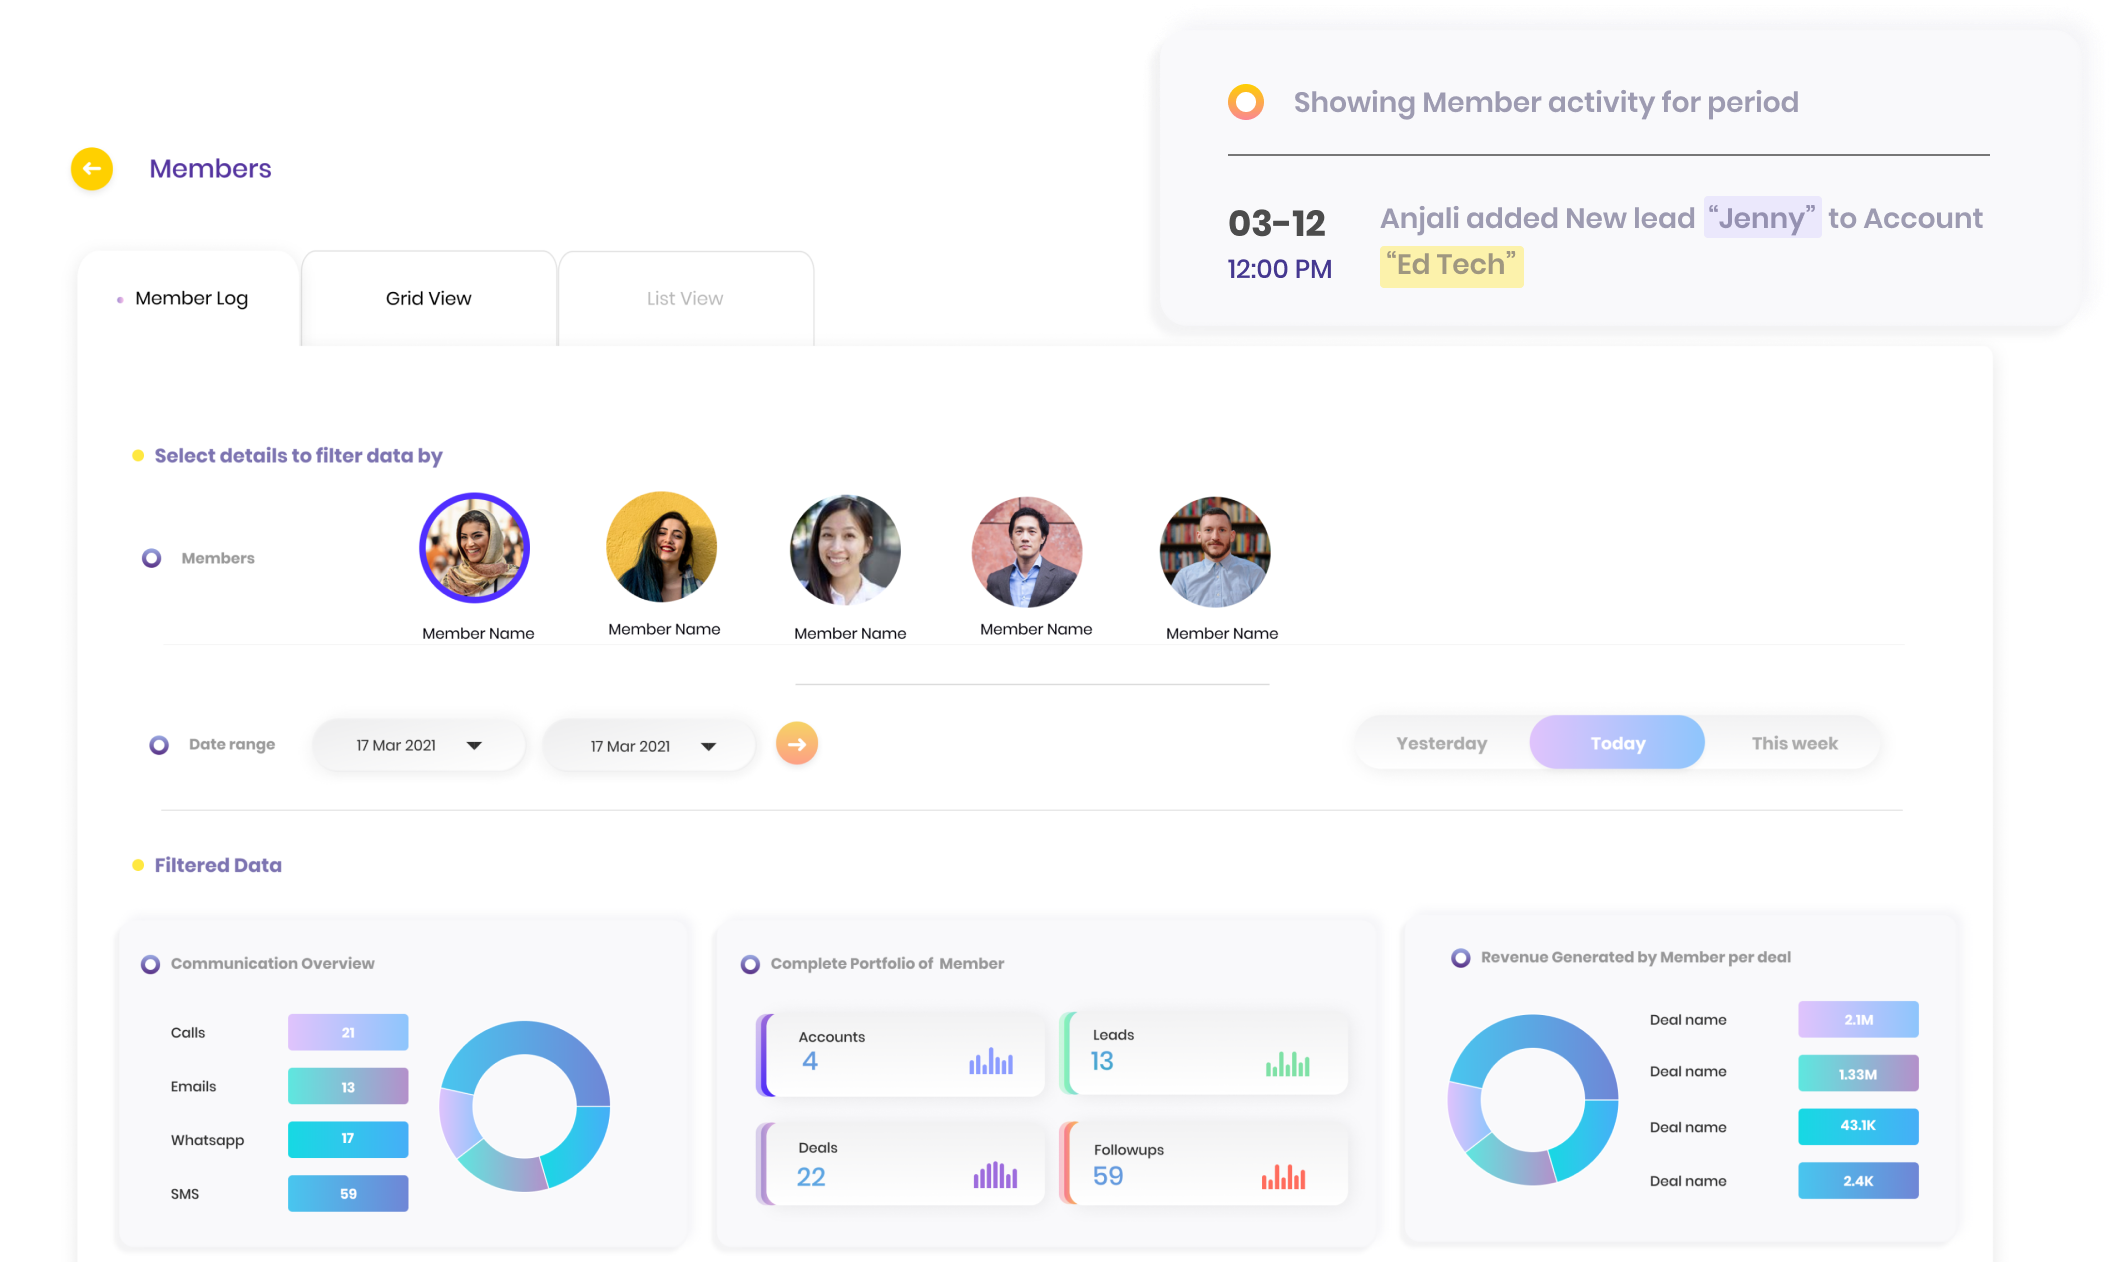 Showing Member activity for period
Members
03-12
Anjali added New lead “Jenny” to Account
12:00 PM
“Ed Tech”
Member Log
Grid View
List View
Select details to filter data by
Members
Member Name
Member Name
Member Name
Member Name
Member Name
Date range
17 Mar 2021
17 Mar 2021
Yesterday
Today
This week
Filtered Data
Communication Overview
Calls
21
Emails
13
Whatsapp
17
SMS
59
Complete Portfolio of Member
Accounts
4
Leads
13
Deals
22
Followups
59
Revenue Generated by Member per deal
Deal name
2.1M
Deal name
1.33M
Deal name
43.1K
Deal name
2.4K